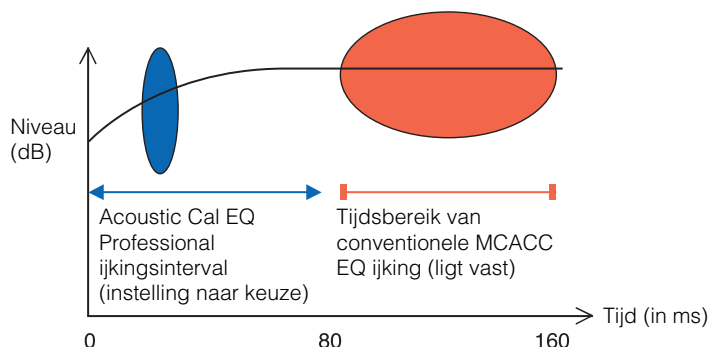 Niveau
(dB)
Acoustic Cal EQ
Professional
ijkingsinterval
(instelling naar keuze)
Tijdsbereik van
conventionele MCACC
EQ ijking (ligt vast)
Tijd (in ms)
0
80
160